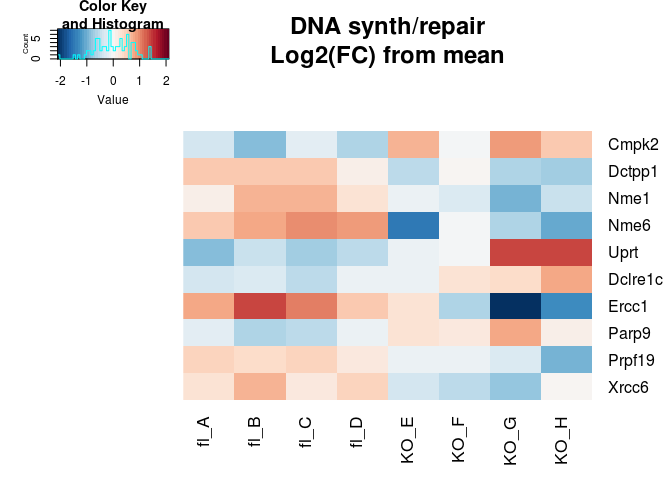 Color Key
and Histogram
Count
0 5
-2 -1 0 1 2
Value
DNA synth/repair
Log2(FC) from mean
Cmpk2
Dctpp1
Nme1
Nme6
Uprt
Dclre1c
Ercc1
Parp9
Prpf19
Xrcc6
fl_A fl_B fl_C fl_D KO_E KO_F KO_G KO_H